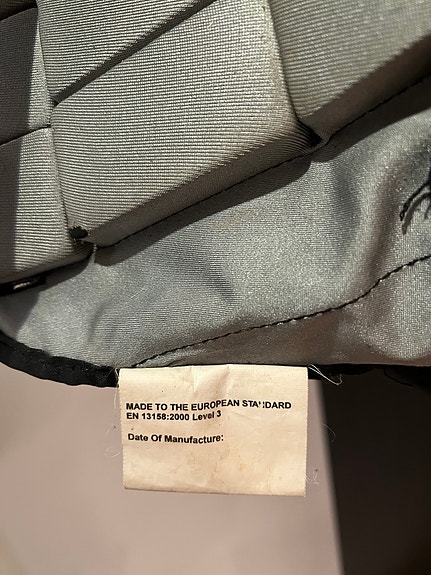 MADE TO THE EUROPEAN STANDARD
EN 13158:2000 Level 3
Date Of Manufacture: